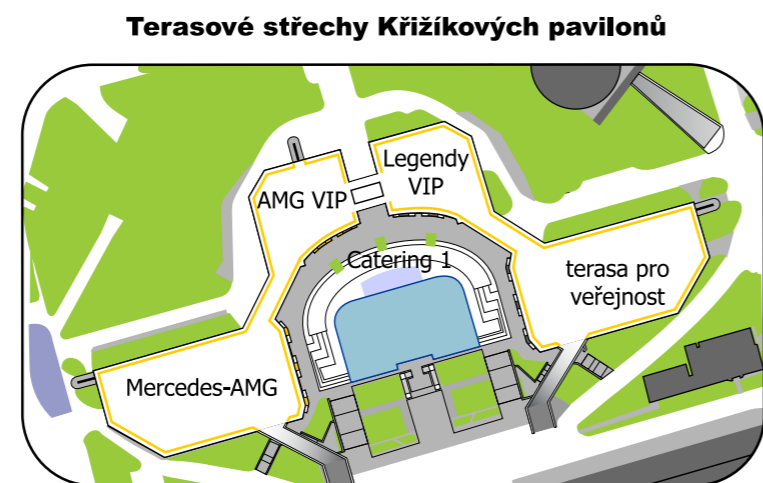 Terasové střechy Křižíkových pavilonů
Legendy
VIP
AMG VIP
Catering 1
terasa pro
veřejnost
Mercedes-AMG